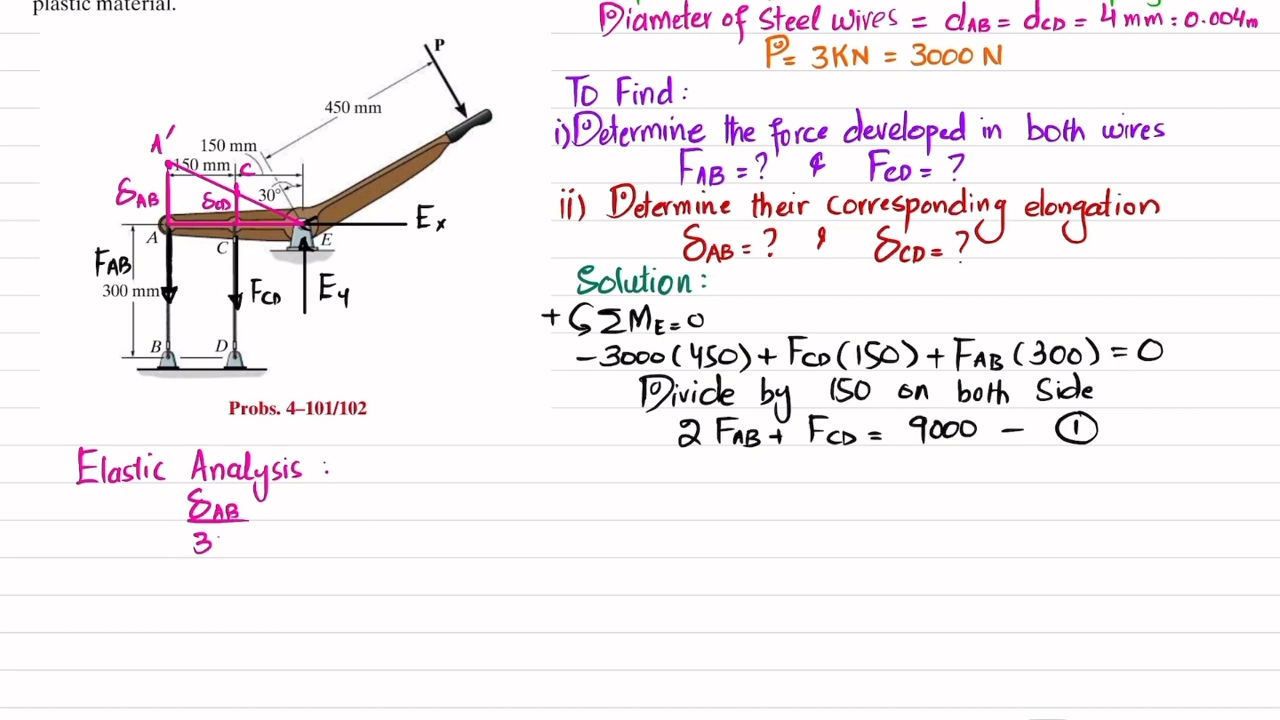 plastic material.
Diameter of Steel wires = dAB = dCD = 4 mm = 0.004m
P = 3KN = 3000 N
To Find :
i) Determine the force developed in both wires
FAB = ? & FCD = ?
ii) Determine their corresponding elongation
δAB = ? & δCD = ?
Solution :
+ ↺ ΣME = 0
- 3000 (450) + FCD (150) + FAB (300) = 0
Divide by 150 on both Side
2 FAB + FCD = 9000 - ①
P
450 mm
150 mm
A'
150 mm
C'
30°
δAB
δCD
Ex
A
C
E
FAB
300 mm
FCD
Ey
B
D
Probs. 4–101/102
Elastic Analysis :
δAB
3